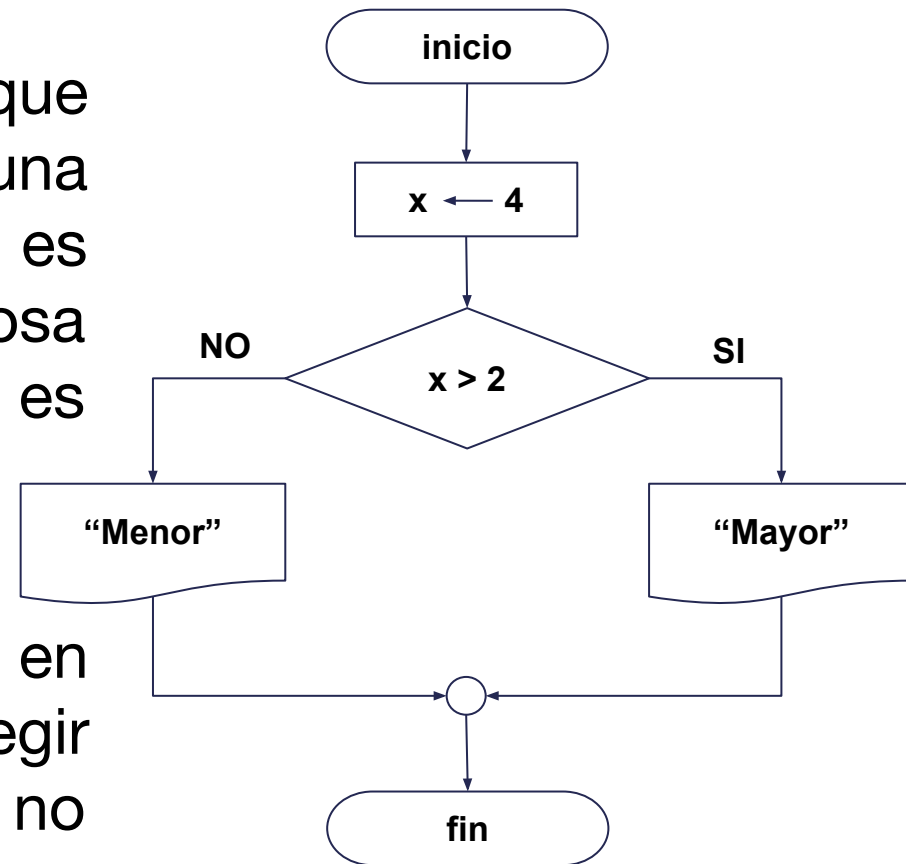 que
una
es
osa
es
en
egir
no
inicio
x ← 4
x > 2
NO
SI
“Menor”
“Mayor”
fin